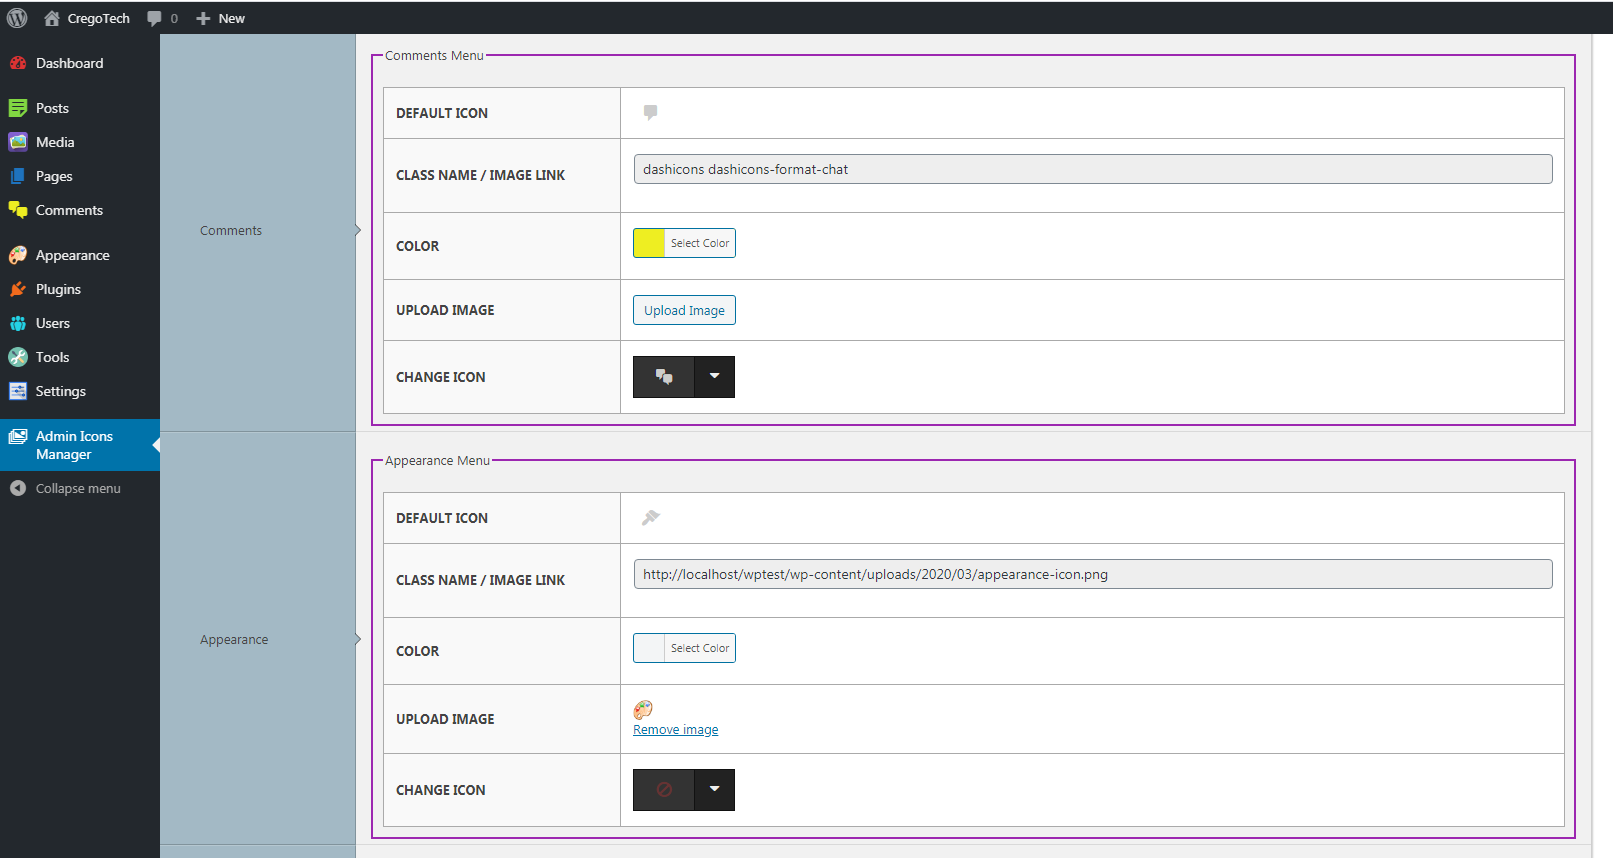 CregoTech
0
New
Dashboard
Posts
Media
Pages
Comments
Appearance
Plugins
Users
Tools
Settings
Admin Icons
Manager
Collapse menu
Comments
Comments Menu
DEFAULT ICON
CLASS NAME / IMAGE LINK
dashicons dashicons-format-chat
COLOR
Select Color
UPLOAD IMAGE
Upload Image
CHANGE ICON
Appearance
Appearance Menu
DEFAULT ICON
CLASS NAME / IMAGE LINK
http://localhost/wptest/wp-content/uploads/2020/03/appearance-icon.png
COLOR
Select Color
UPLOAD IMAGE
Remove image
CHANGE ICON